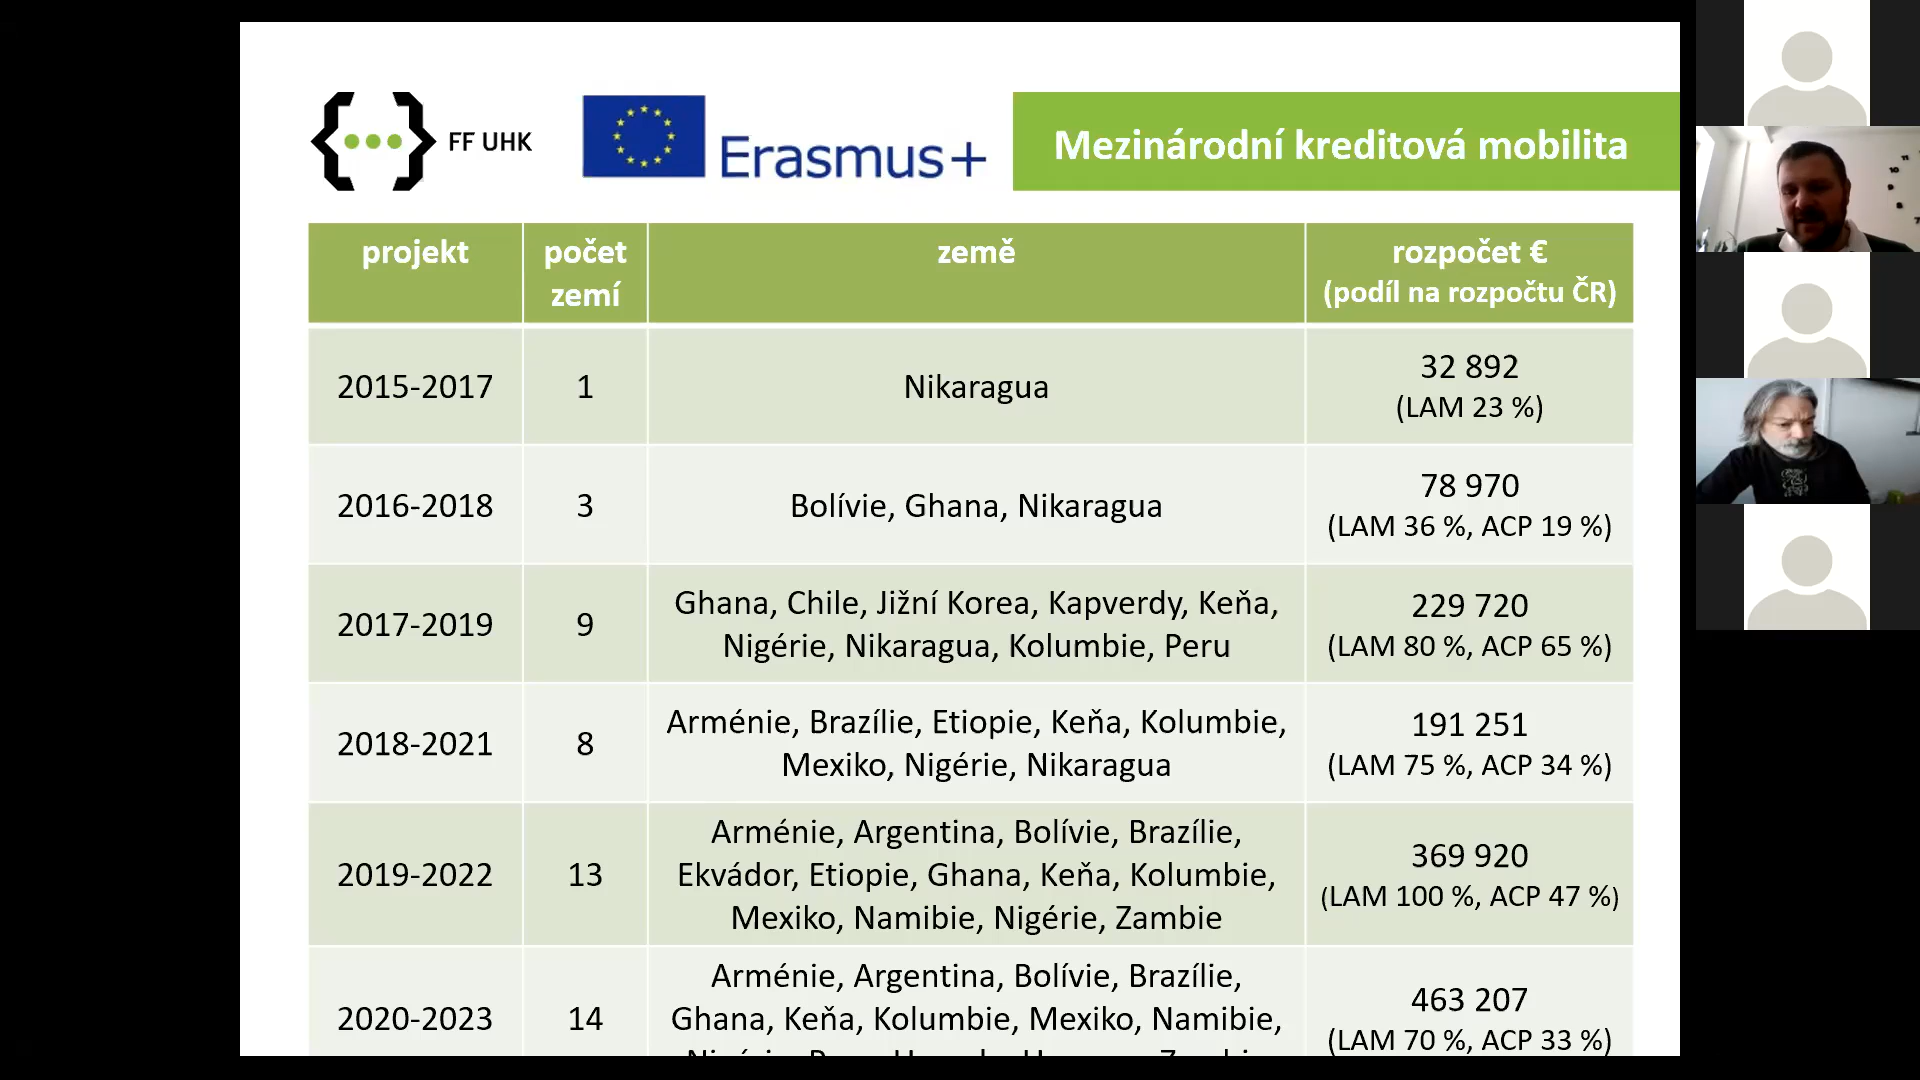 FF UHK
Erasmus+
Mezinárodní kreditová mobilita
projekt
počet
zemí
země
rozpočet €
(podíl na rozpočtu ČR)
2015-2017
1
Nikaragua
32 892
(LAM 23 %)
2016-2018
3
Bolívie, Ghana, Nikaragua
78 970
(LAM 36 %, ACP 19 %)
2017-2019
9
Ghana, Chile, Jižní Korea, Kapverdy, Keňa,
Nigérie, Nikaragua, Kolumbie, Peru
229 720
(LAM 80 %, ACP 65 %)
2018-2021
8
Arménie, Brazílie, Etiopie, Keňa, Kolumbie,
Mexiko, Nigérie, Nikaragua
191 251
(LAM 75 %, ACP 34 %)
2019-2022
13
Arménie, Argentina, Bolívie, Brazílie,
Ekvádor, Etiopie, Ghana, Keňa, Kolumbie,
Mexiko, Namibie, Nigérie, Zambie
369 920
(LAM 100 %, ACP 47 %)
2020-2023
14
Arménie, Argentina, Bolívie, Brazílie,
Ghana, Keňa, Kolumbie, Mexiko, Namibie,
463 207
(LAM 70 %, ACP 33 %)